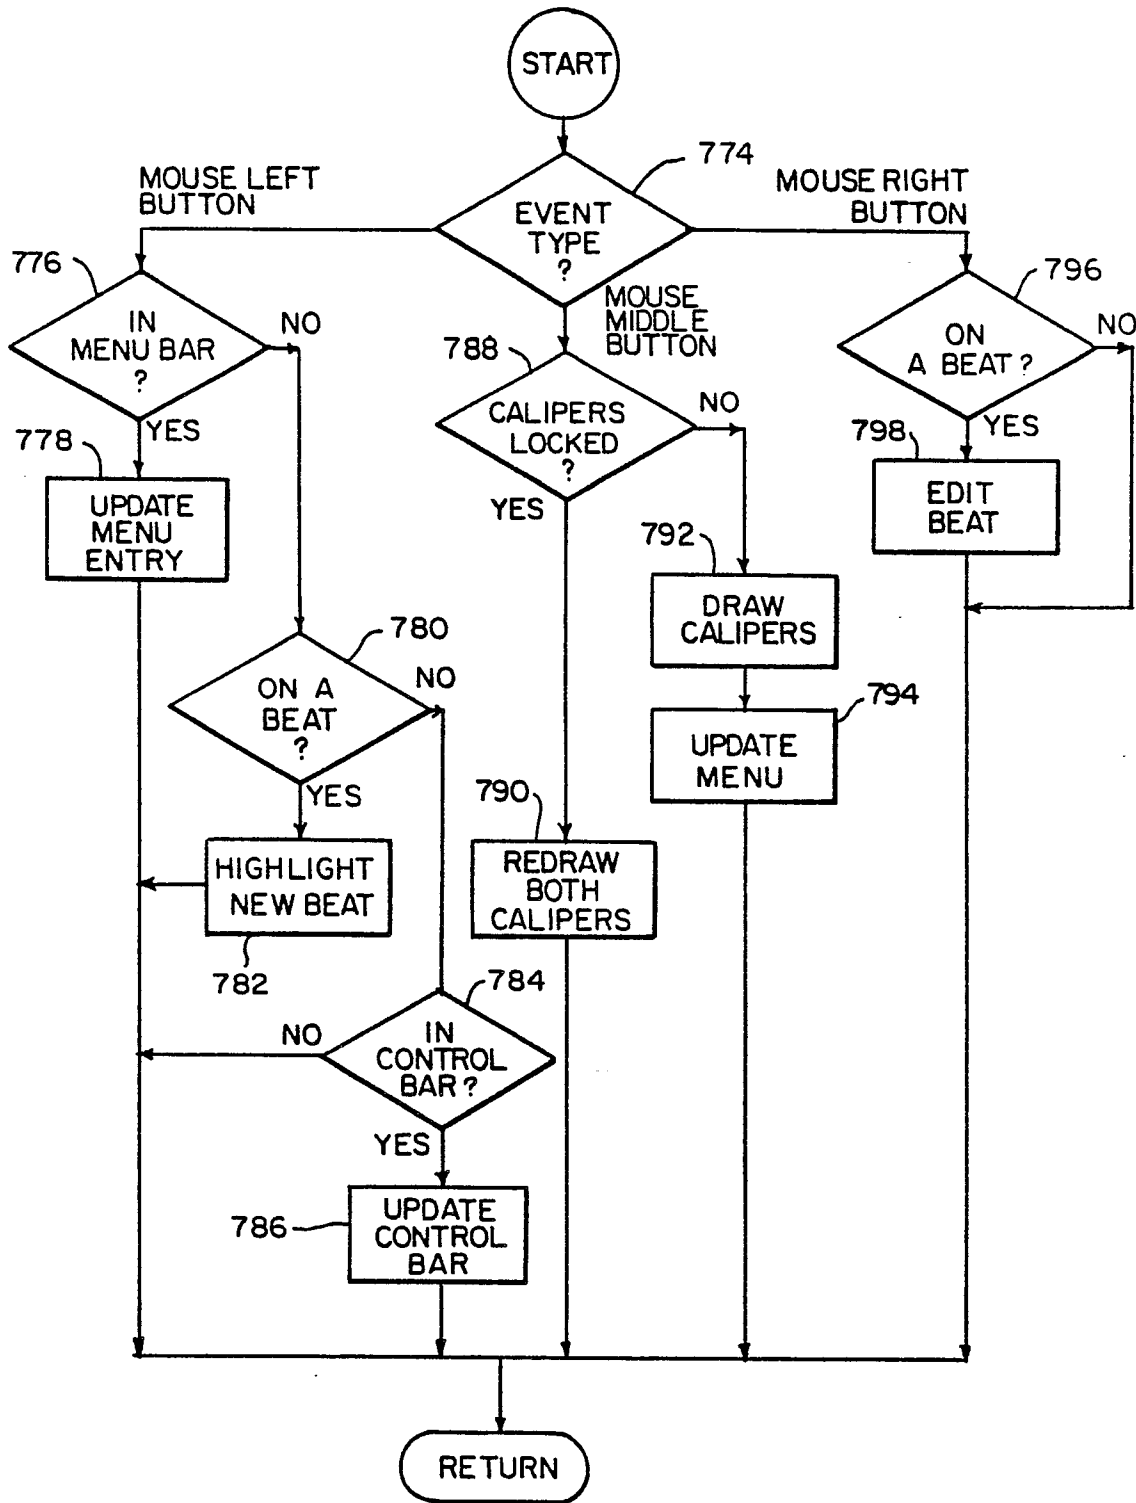 START
774
MOUSE LEFT
BUTTON
MOUSE RIGHT
BUTTON
EVENT
TYPE
?
776
796
IN
MENU BAR
?
NO
MOUSE
MIDDLE
BUTTON
ON
A BEAT?
NO
788
YES
CALIPERS
LOCKED
?
NO
YES
778
798
UPDATE
MENU
ENTRY
YES
EDIT
BEAT
792
DRAW
CALIPERS
780
ON A
BEAT
?
NO
794
UPDATE
MENU
YES
790
HIGHLIGHT
NEW BEAT
REDRAW
BOTH
CALIPERS
782
784
NO
IN
CONTROL
BAR?
YES
786
UPDATE
CONTROL
BAR
RETURN